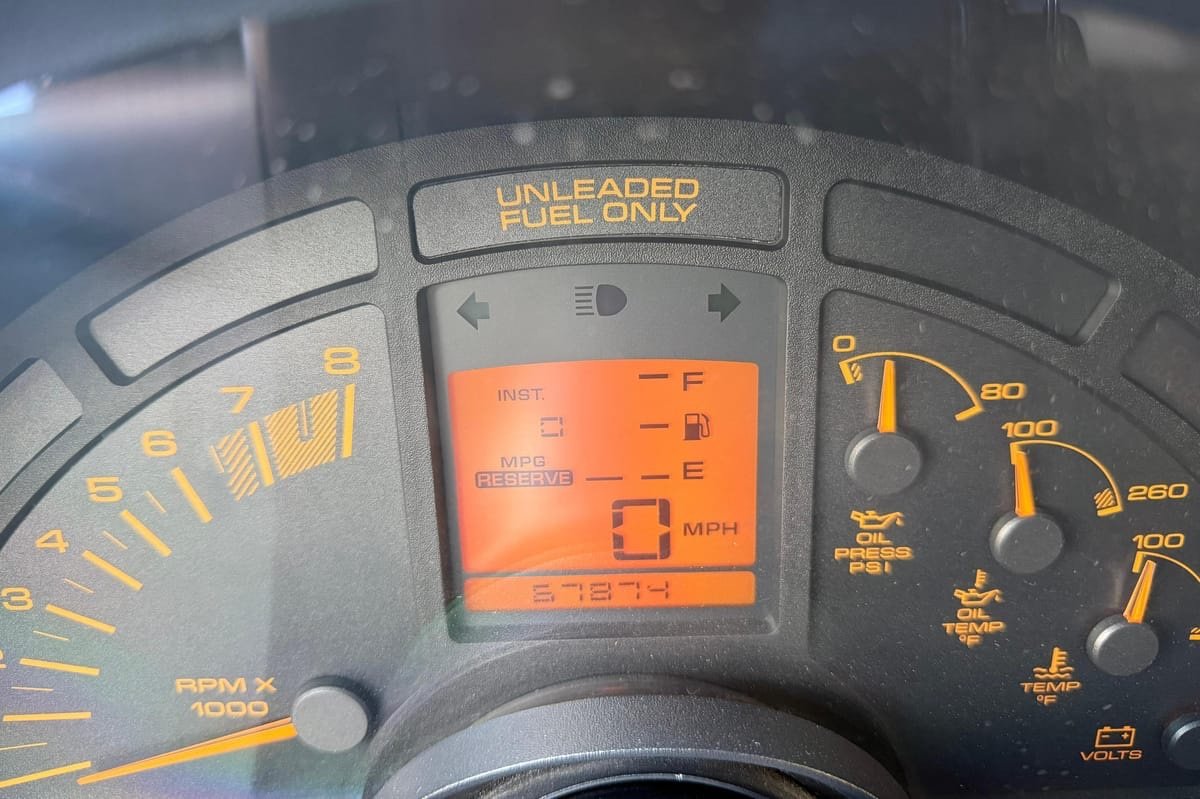 UNLEADED
FUEL ONLY
8
7
6
5
4
3
RPM X
1000
INST.
0
MPG
RESERVE
F
E
0 MPH
67874
0
80
OIL
PRESS
PSI
100
260
OIL
TEMP
°F
100
TEMP
°F
VOLTS